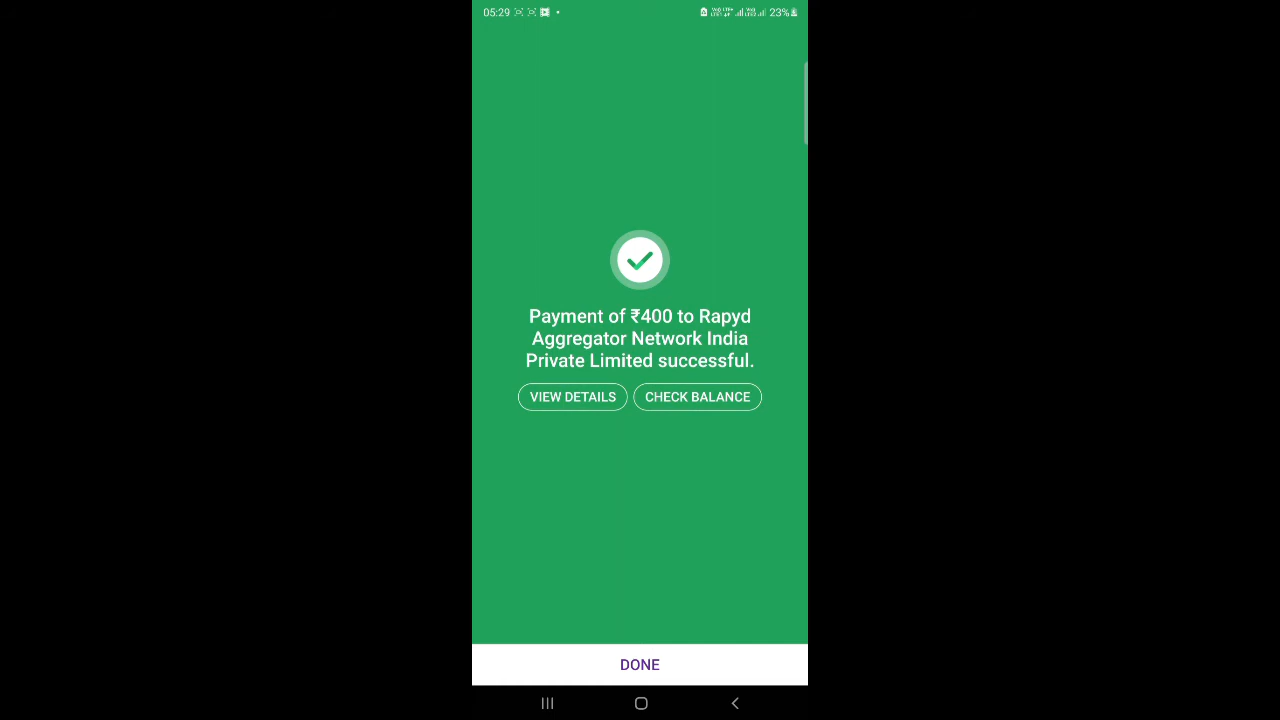 05:29 23%
Payment of ₹400 to Rapyd
Aggregator Network India
Private Limited successful.
VIEW DETAILS CHECK BALANCE
DONE